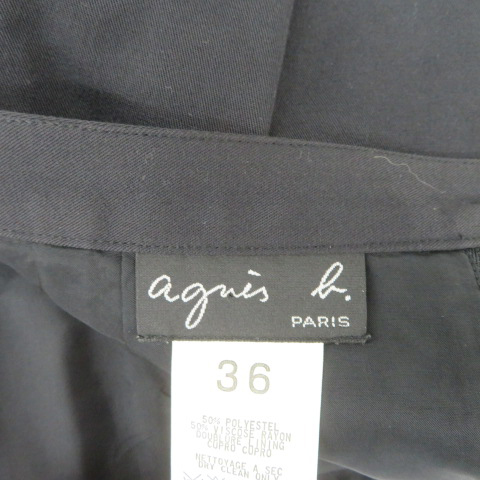 agnès b.
PARIS
36
50% POLYESTEL
50% VISCOSE RAYON
DOUBLURE LINING
CUPRO CUPRO
NETTOYAGE A SEC
DRY CLEAN ONLY